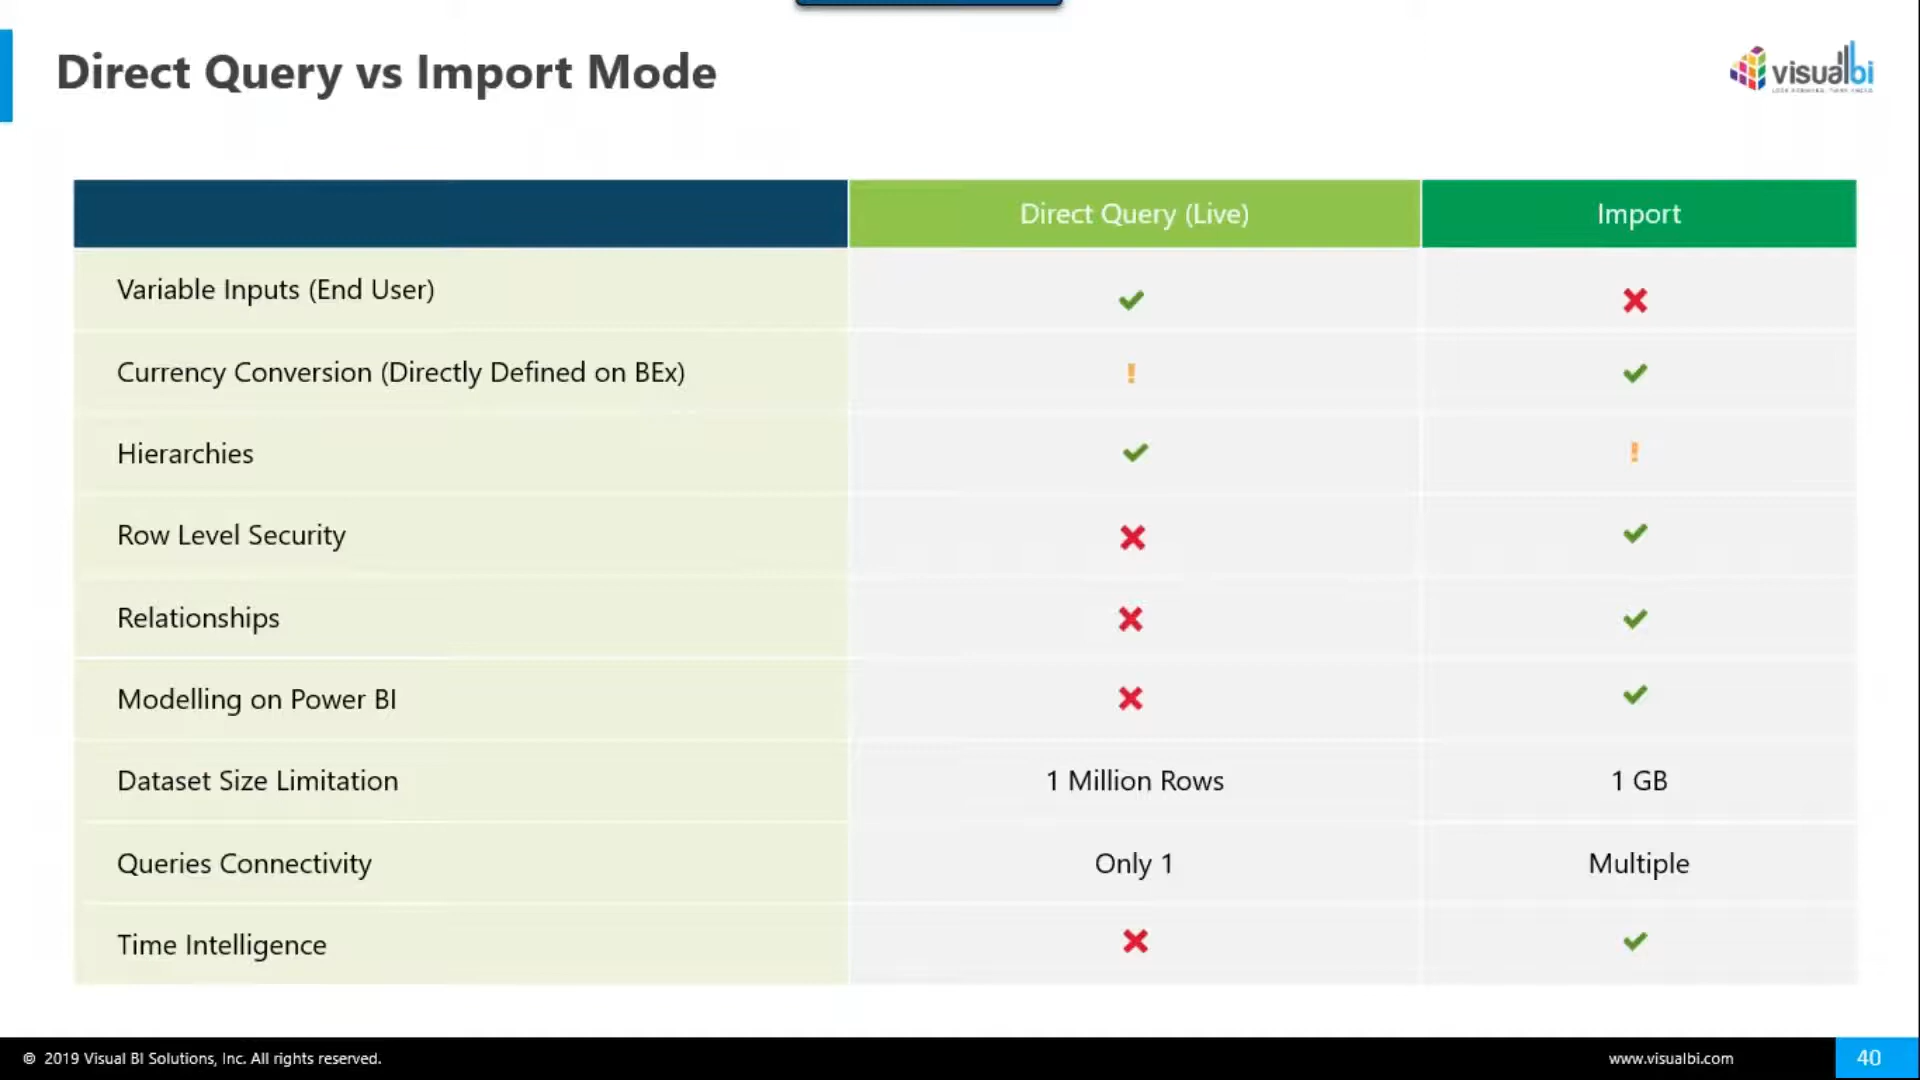 Direct Query vs Import Mode
visualbi
Direct Query (Live) Import
Variable Inputs (End User) ✔ ✖
Currency Conversion (Directly Defined on BEx) ! ✔
Hierarchies ✔ !
Row Level Security ✖ ✔
Relationships ✖ ✔
Modelling on Power BI ✖ ✔
Dataset Size Limitation 1 Million Rows 1 GB
Queries Connectivity Only 1 Multiple
Time Intelligence ✖ ✔
© 2019 Visual BI Solutions, Inc. All rights reserved. www.visualbi.com 40